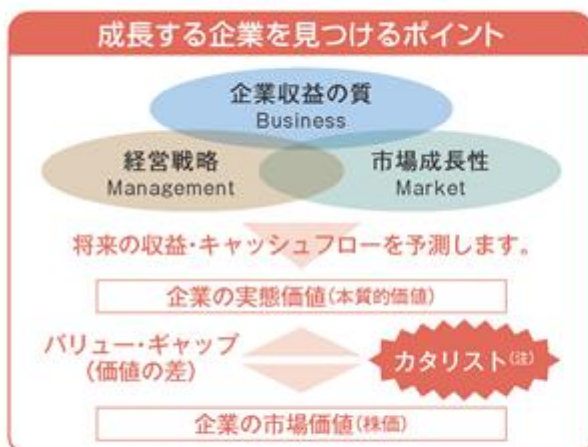 成長する企業を見つけるポイント
企業収益の質
Business
経営戦略
Management
市場成長性
Market
将来の収益・キャッシュフローを予測します。
企業の実態価値(本質的価値)
バリュー・ギャップ
(価値の差)
カタリスト(注)
企業の市場価値(株価)